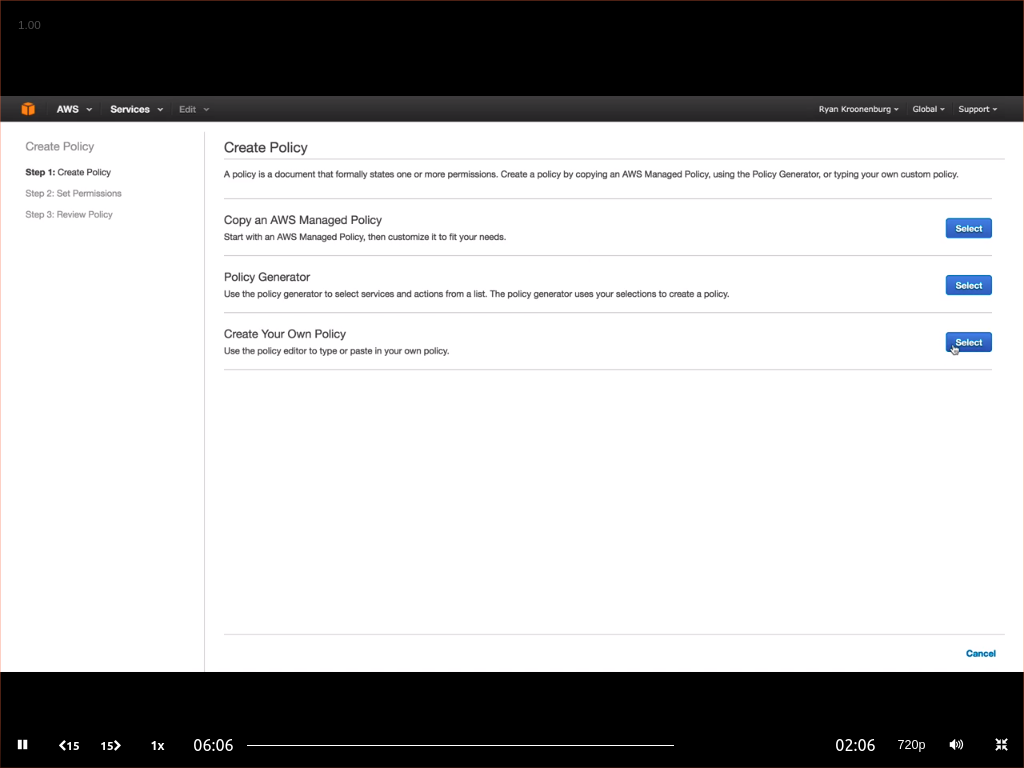 1.00
AWS Services Edit Ryan Kroonenburg Global Support
Create Policy
Step 1: Create Policy
Step 2: Set Permissions
Step 3: Review Policy
Create Policy
A policy is a document that formally states one or more permissions. Create a policy by copying an AWS Managed Policy, using the Policy Generator, or typing your own custom policy.
Copy an AWS Managed Policy
Start with an AWS Managed Policy, then customize it to fit your needs.
Select
Policy Generator
Use the policy generator to select services and actions from a list. The policy generator uses your selections to create a policy.
Select
Create Your Own Policy
Use the policy editor to type or paste in your own policy.
Select
Cancel
15 15 1x 06:06 02:06 720p